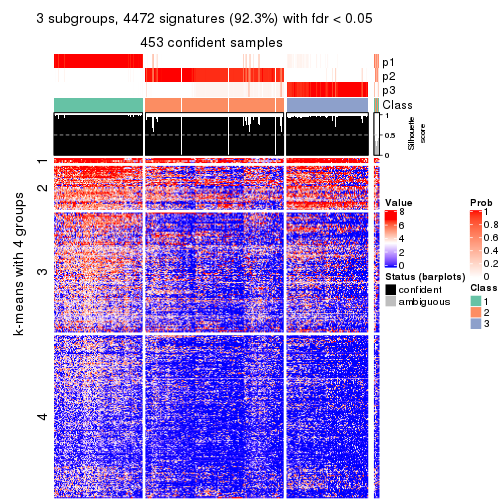 3 subgroups, 4472 signatures (92.3%) with fdr < 0.05
453 confident samples
p1
p2
p3
Class
1
0.5
0
Silhouette
score
k-means with 4 groups
1
2
3
4
Value
8
6
4
2
0
Status (barplots)
confident
ambiguous
Prob
1
0.8
0.6
0.4
0.2
0
Class
1
2
3